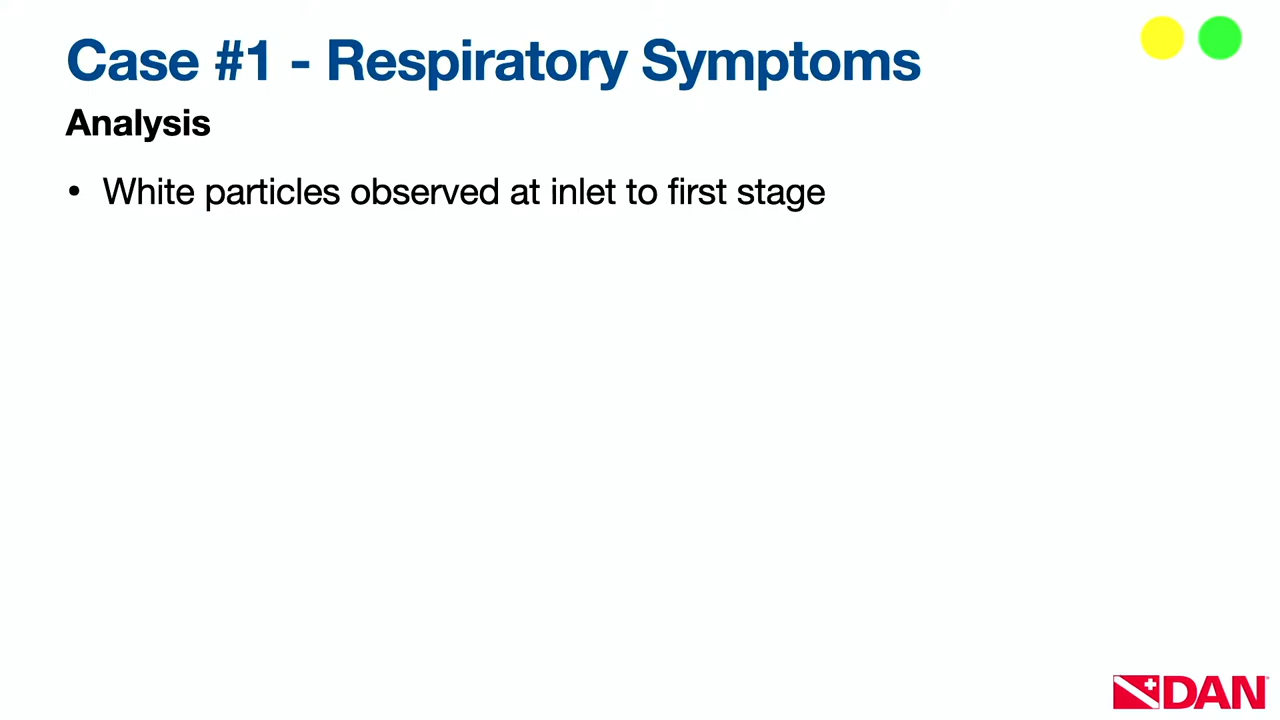 Case #1 - Respiratory Symptoms
Analysis
• White particles observed at inlet to first stage
DAN